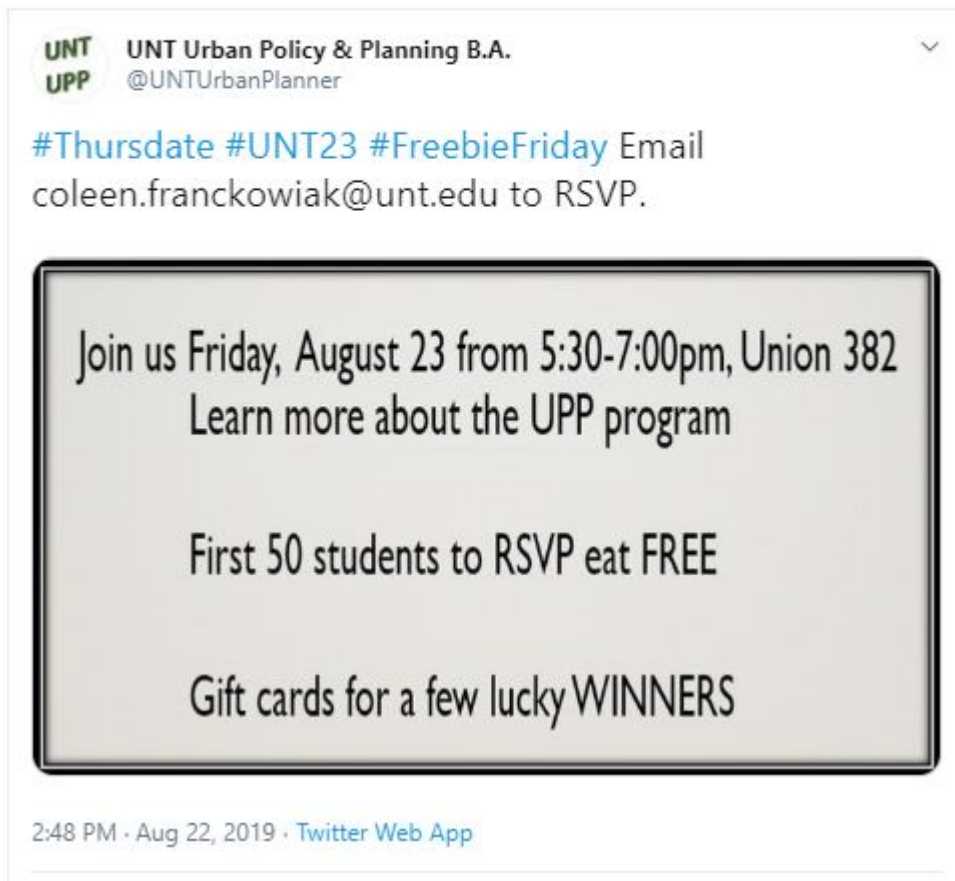 UNT
UPP
UNT Urban Policy & Planning B.A.
@UNTUrbanPlanner
#Thursdate #UNT23 #FreebieFriday Email
coleen.franckowiak@unt.edu to RSVP.
Join us Friday, August 23 from 5:30-7:00pm, Union 382
Learn more about the UPP program
First 50 students to RSVP eat FREE
Gift cards for a few lucky WINNERS
2:48 PM · Aug 22, 2019 · Twitter Web App